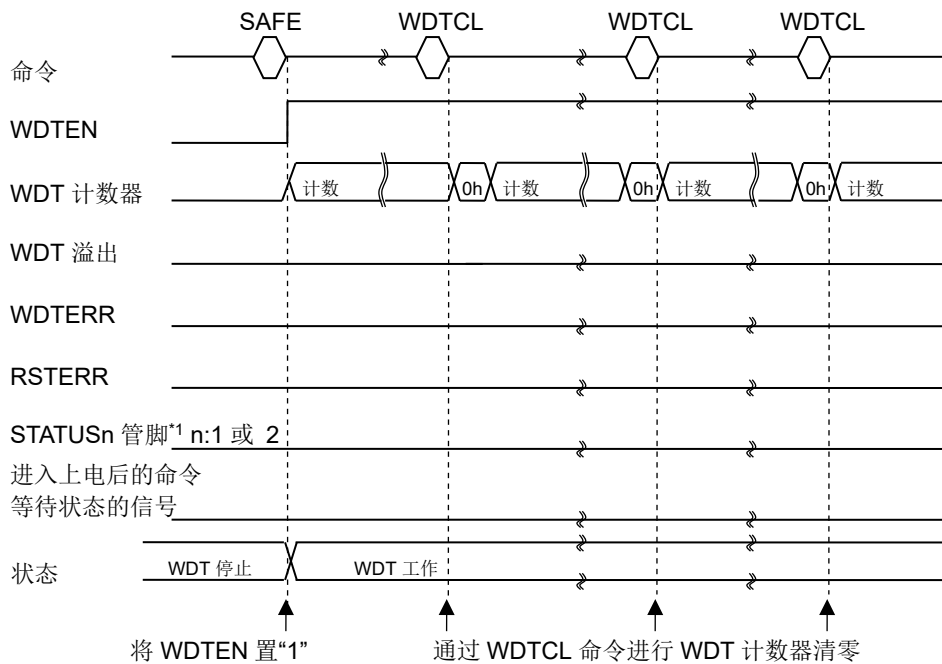 SAFE WDTCL WDTCL WDTCL
命令
WDTEN
WDT 计数器 计数 0h 计数 0h 计数 0h 计数
WDT 溢出
WDTERR
RSTERR
STATUSn 管脚*1 n:1 或 2
进入上电后的命令
等待状态的信号
状态 WDT 停止 WDT 工作
将 WDTEN 置“1” 通过 WDTCL 命令进行 WDT 计数器清零